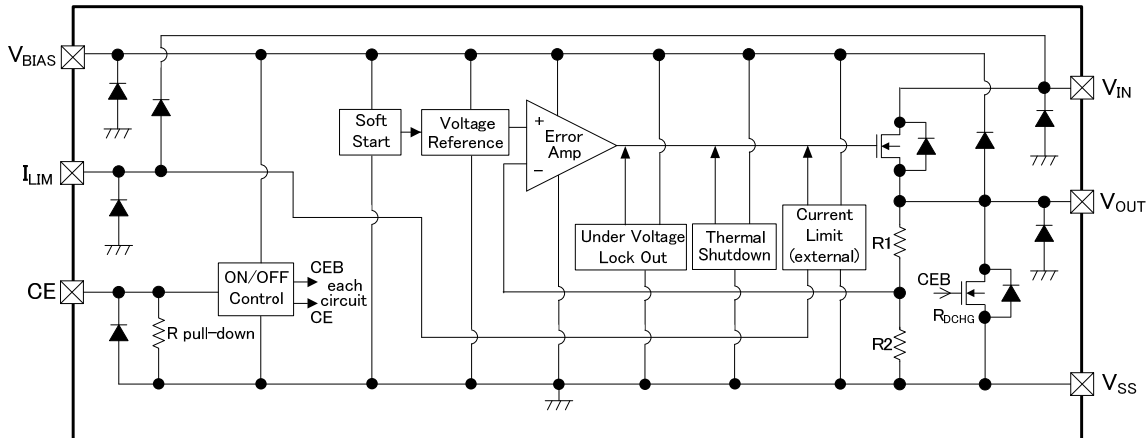 VBIAS
VIN
Soft
Start
Voltage
Reference
+
Error
Amp
−
ILIM
VOUT
Under Voltage
Lock Out
Thermal
Shutdown
Current
Limit
(external)
R1
CE
ON/OFF
Control
CEB
each
circuit
CE
CEB
RDCHG
R pull-down
R2
VSS